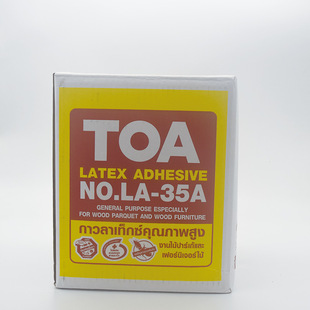 TOA
LATEX ADHESIVE
NO.LA-35A
GENERAL PURPOSE ESPECIALLY
FOR WOOD PARQUET AND WOOD FURNITURE
กาวลาเท็กซ์คุณภาพสูง
งานไม้ปาร์เก้และ
เฟอร์นิเจอร์ไม้